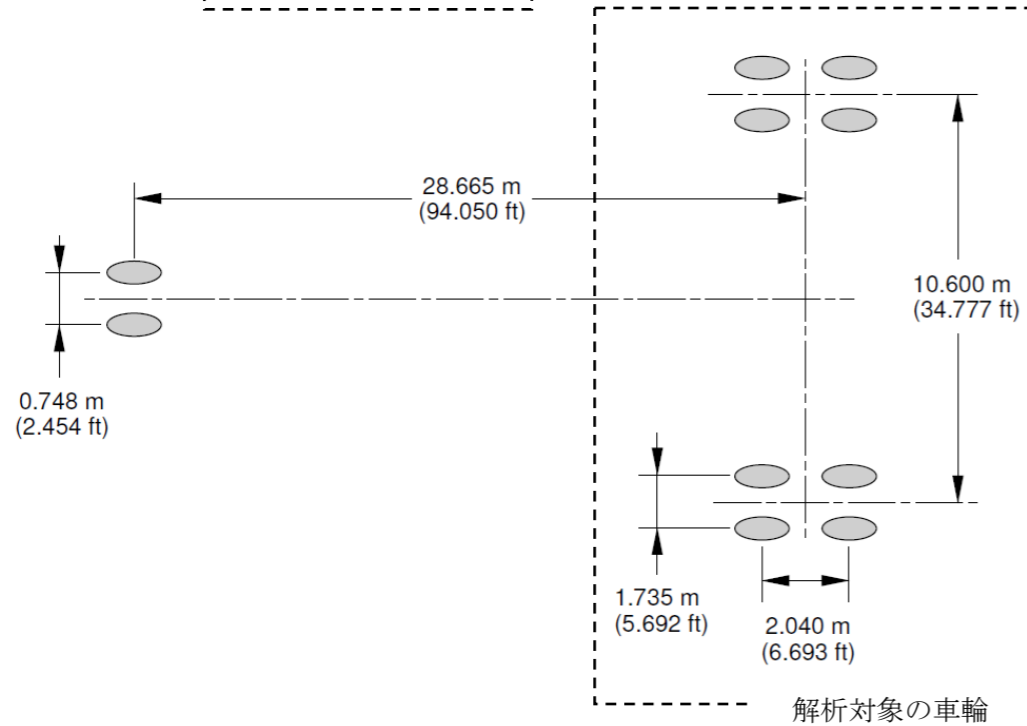 28.665 m
(94.050 ft)
10.600 m
(34.777 ft)
0.748 m
(2.454 ft)
1.735 m
(5.692 ft)
2.040 m
(6.693 ft)
解析対象の車輪